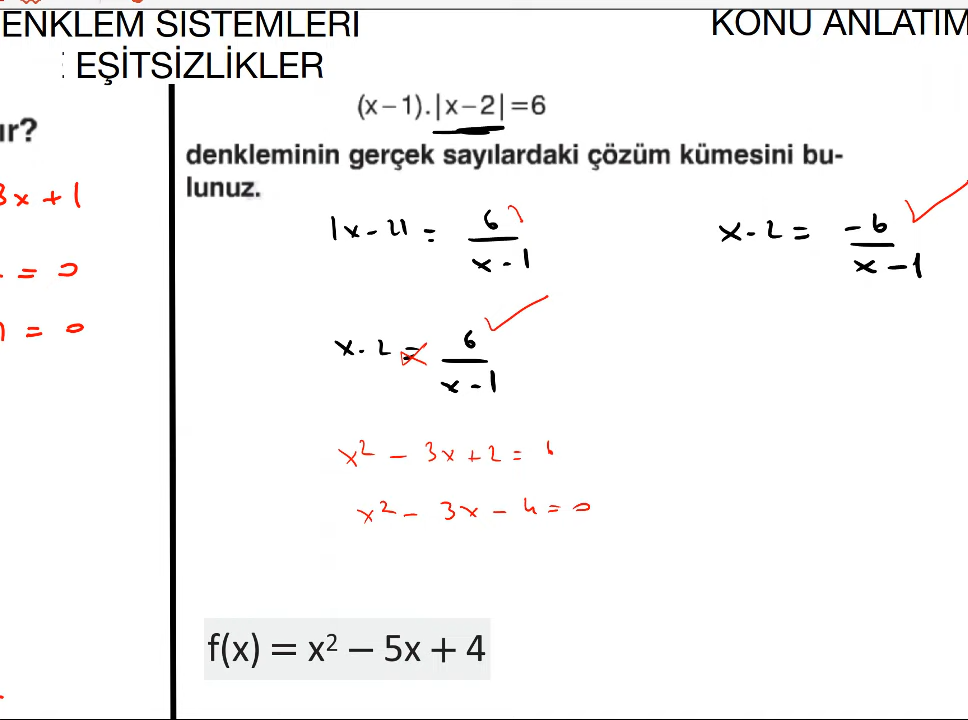 ENKLEM SİSTEMLERİ
EŞİTSİZLİKLER
KONU ANLATIM
ır?
3x + 1
= 0
1 = 0
(x−1).|x−2|=6
denkleminin gerçek sayılardaki çözüm kümesini bu-
lunuz.
|x-2| = 6/(x-1)
x-2 = -6/(x-1)
x-2 = 6/(x-1)
x² - 3x + 2 = 6
x² - 3x - 4 = 0
f(x) = x² − 5x + 4